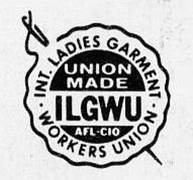 INT. LADIES GARMENT
UNION
MADE
ILGWU
AFL-CIO
· WORKERS UNION ·